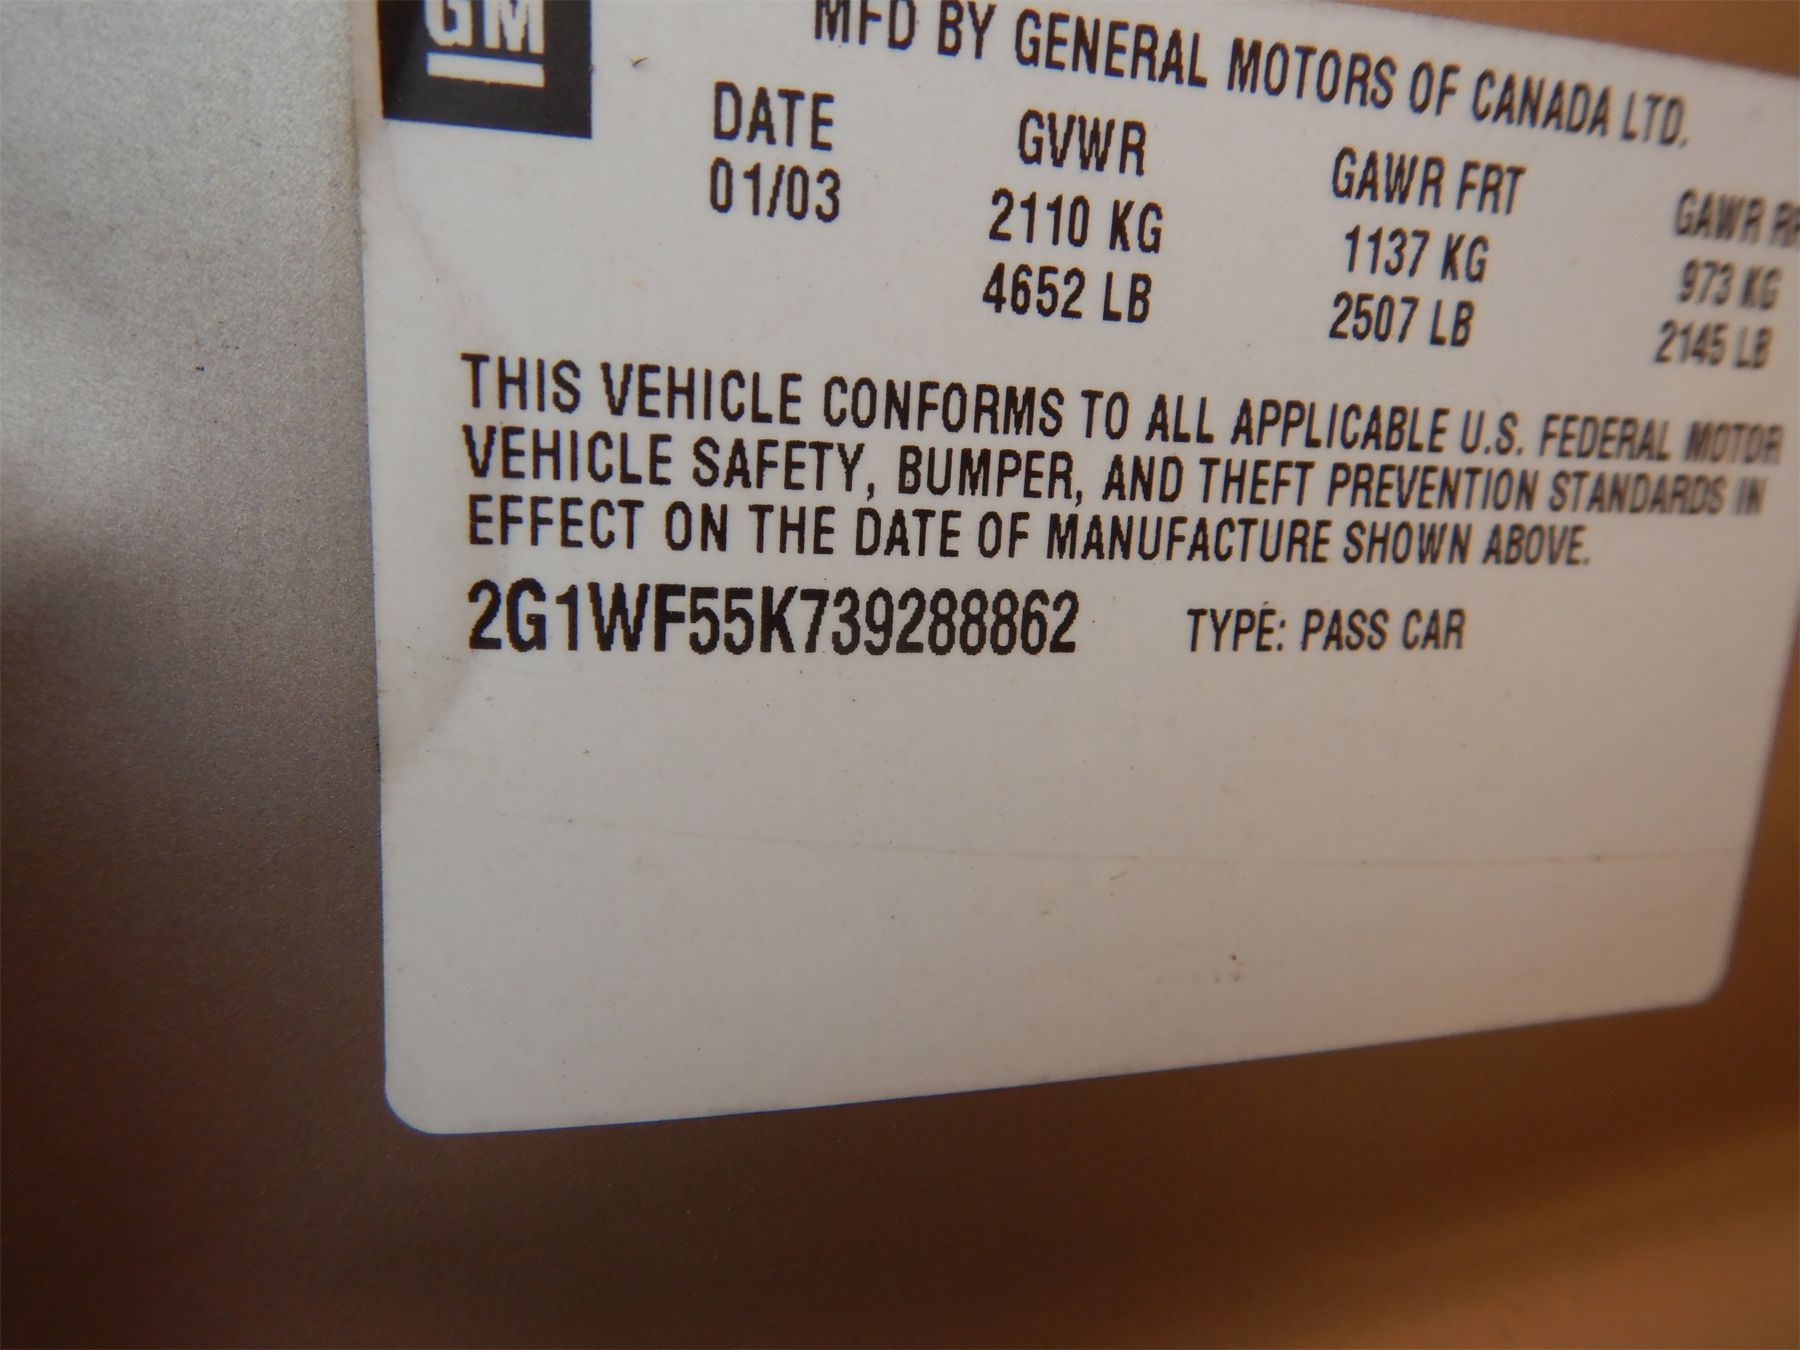 GM
MFD BY GENERAL MOTORS OF CANADA LTD.
DATE GVWR GAWR FRT GAWR RR
01/03 2110 KG 1137 KG 973 KG
4652 LB 2507 LB 2145 LB
THIS VEHICLE CONFORMS TO ALL APPLICABLE U.S. FEDERAL MOTOR
VEHICLE SAFETY, BUMPER, AND THEFT PREVENTION STANDARDS IN
EFFECT ON THE DATE OF MANUFACTURE SHOWN ABOVE.
2G1WF55K739288862 TYPE: PASS CAR